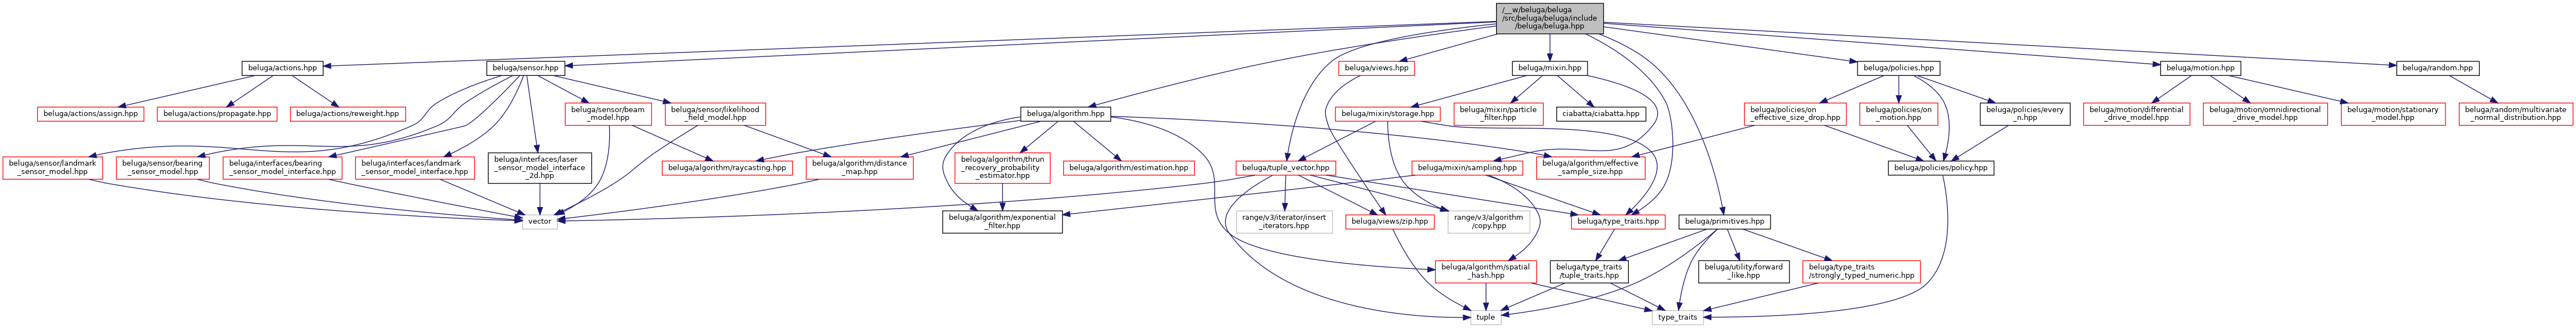 /__w/beluga/beluga
/src/beluga/beluga/include
/beluga/beluga.hpp
beluga/actions.hpp
beluga/sensor.hpp
beluga/views.hpp
beluga/mixin.hpp
beluga/policies.hpp
beluga/motion.hpp
beluga/random.hpp
beluga/actions/assign.hpp
beluga/actions/propagate.hpp
beluga/actions/reweight.hpp
beluga/sensor/beam
_model.hpp
beluga/sensor/likelihood
_field_model.hpp
beluga/algorithm.hpp
beluga/mixin/storage.hpp
beluga/mixin/particle
_filter.hpp
ciabatta/ciabatta.hpp
beluga/policies/on
_effective_size_drop.hpp
beluga/policies/on
_motion.hpp
beluga/policies/every
_n.hpp
beluga/motion/differential
_drive_model.hpp
beluga/motion/omnidirectional
_drive_model.hpp
beluga/motion/stationary
_model.hpp
beluga/random/multivariate
_normal_distribution.hpp
beluga/sensor/landmark
_sensor_model.hpp
beluga/sensor/bearing
_sensor_model.hpp
beluga/interfaces/bearing
_sensor_model_interface.hpp
beluga/interfaces/landmark
_sensor_model_interface.hpp
beluga/interfaces/laser
_sensor_model_interface
_2d.hpp
beluga/algorithm/raycasting.hpp
beluga/algorithm/distance
_map.hpp
beluga/algorithm/thrun
_recovery_probability
_estimator.hpp
beluga/algorithm/estimation.hpp
beluga/tuple_vector.hpp
beluga/mixin/sampling.hpp
beluga/algorithm/effective
_sample_size.hpp
beluga/policies/policy.hpp
vector
beluga/algorithm/exponential
_filter.hpp
range/v3/iterator/insert
_iterators.hpp
beluga/views/zip.hpp
range/v3/algorithm
/copy.hpp
beluga/type_traits.hpp
beluga/primitives.hpp
beluga/algorithm/spatial
_hash.hpp
beluga/type_traits
/tuple_traits.hpp
beluga/utility/forward
_like.hpp
beluga/type_traits
/strongly_typed_numeric.hpp
tuple
type_traits